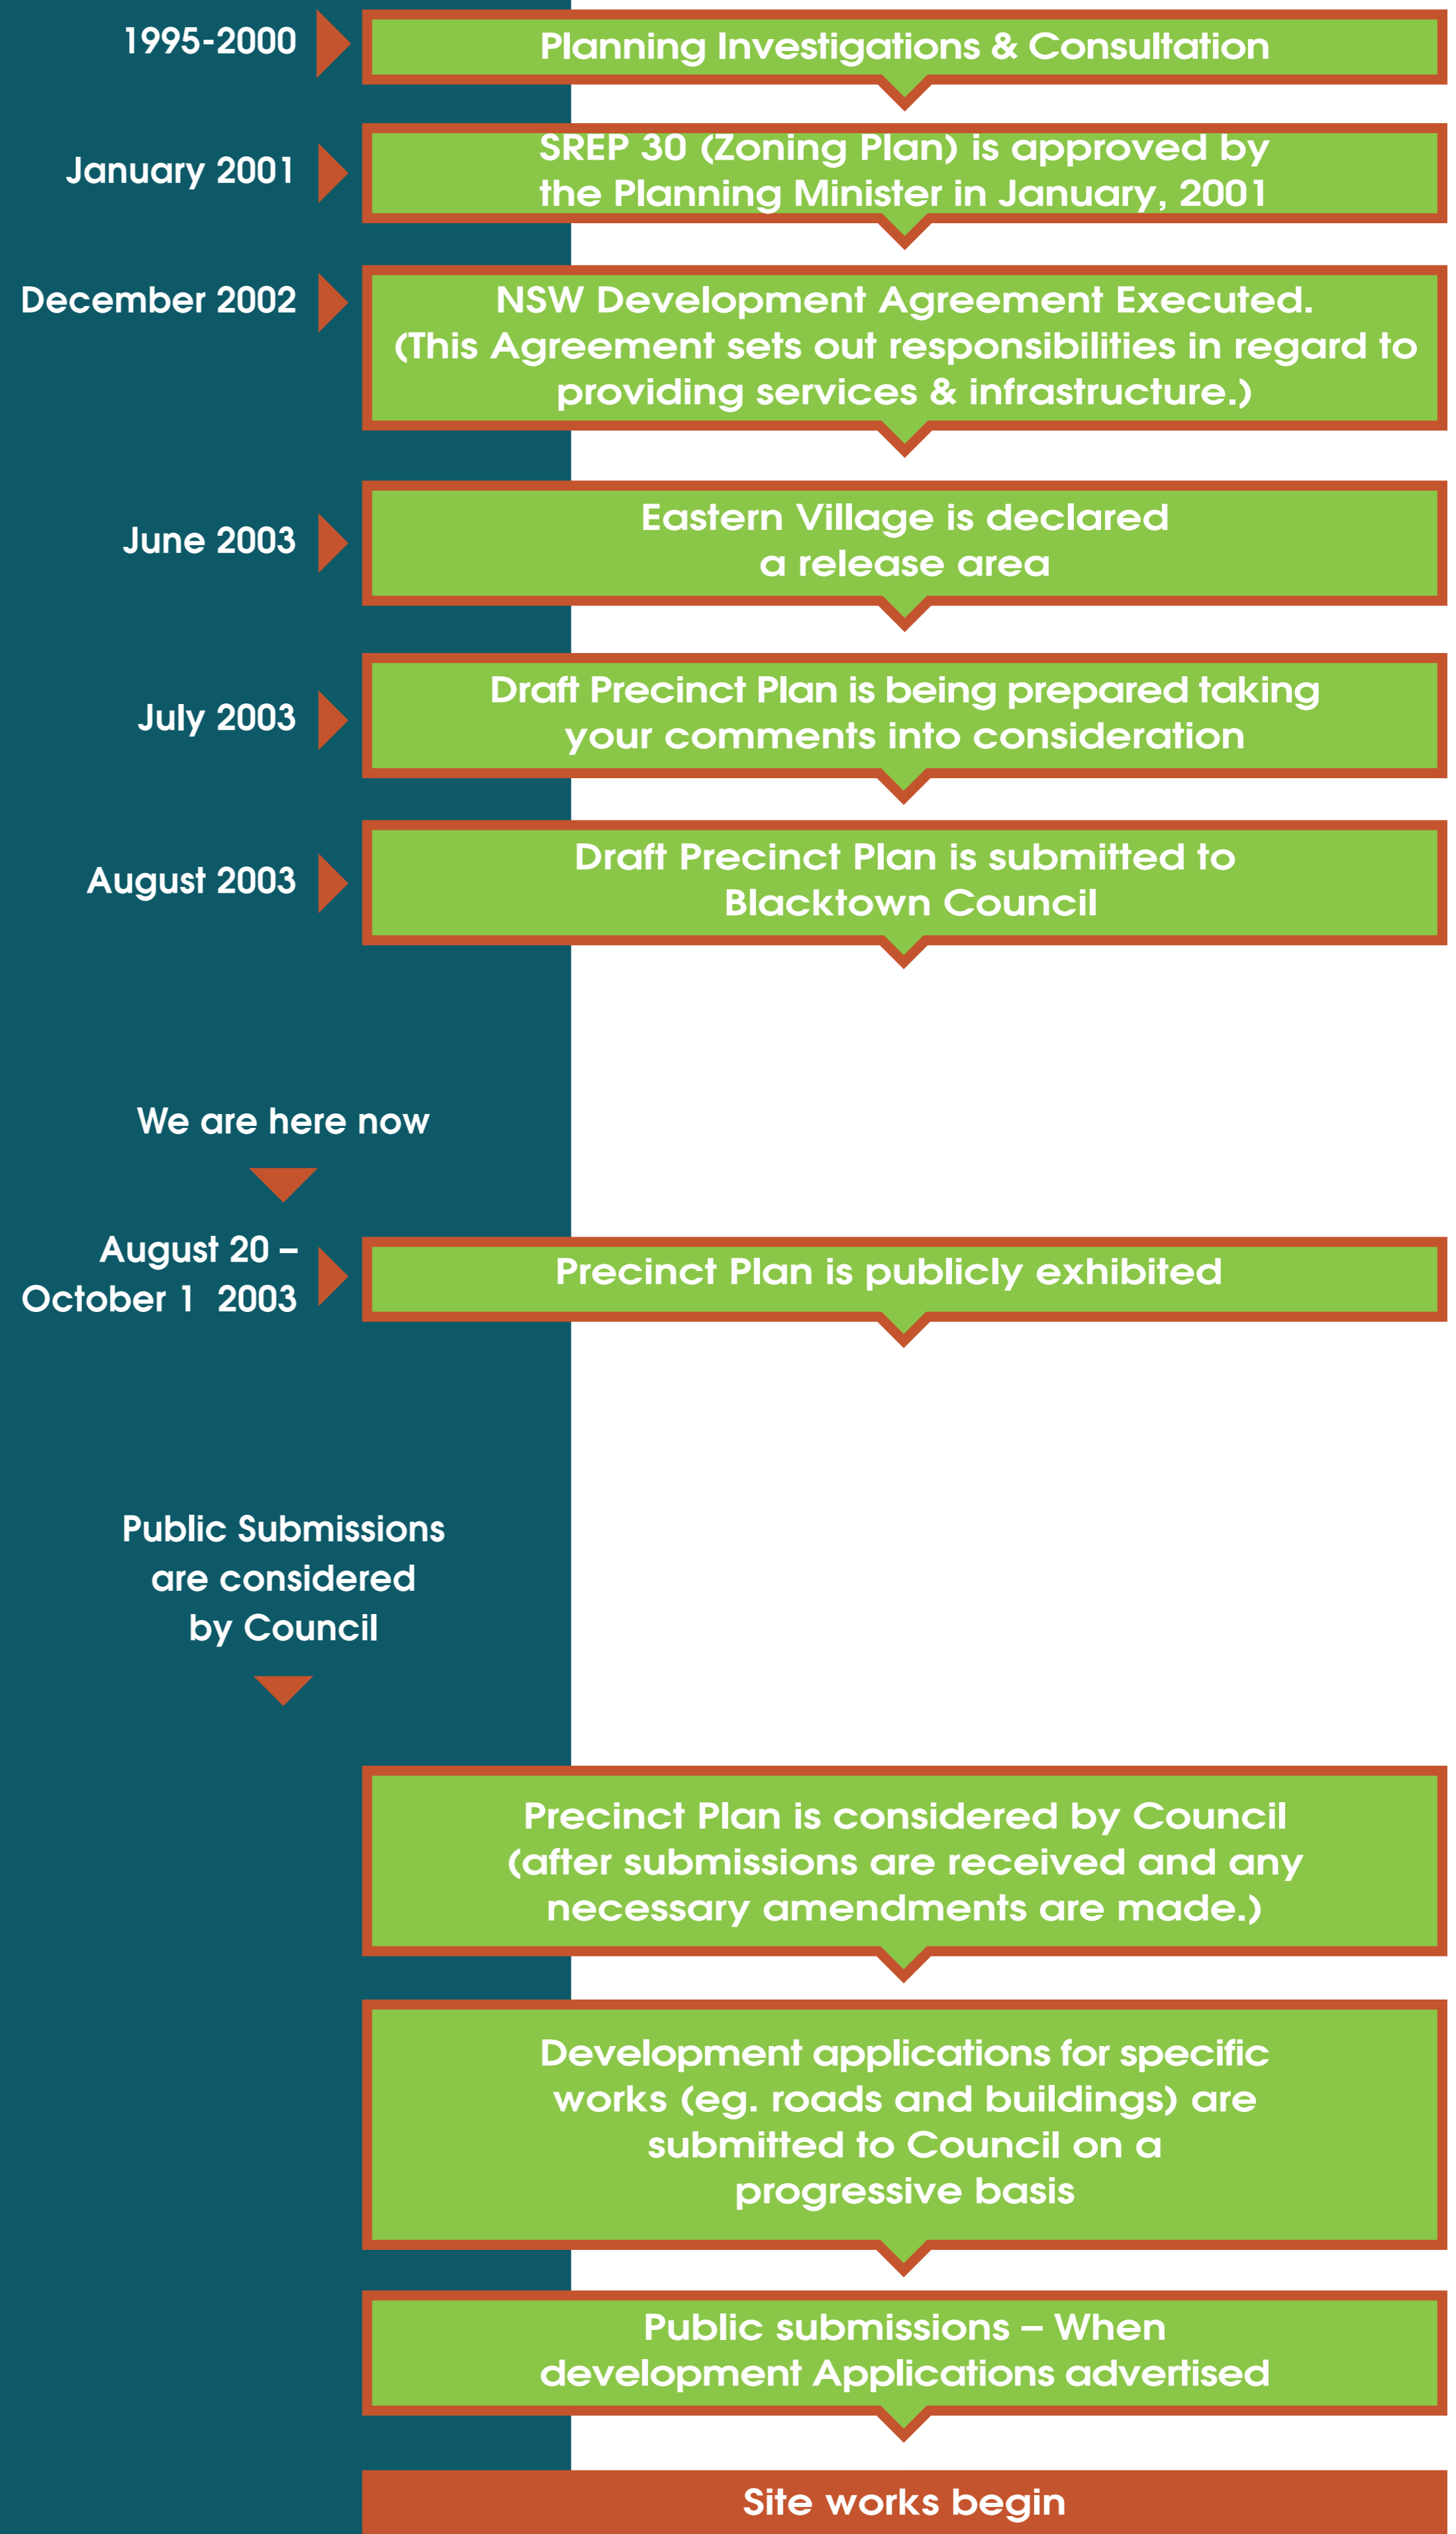 1995-2000
Planning Investigations & Consultation
January 2001
SREP 30 (Zoning Plan) is approved by
the Planning Minister in January, 2001
December 2002
NSW Development Agreement Executed.
(This Agreement sets out responsibilities in regard to
providing services & infrastructure.)
June 2003
Eastern Village is declared
a release area
July 2003
Draft Precinct Plan is being prepared taking
your comments into consideration
August 2003
Draft Precinct Plan is submitted to
Blacktown Council
We are here now
August 20 –
October 1 2003
Precinct Plan is publicly exhibited
Public Submissions
are considered
by Council
Precinct Plan is considered by Council
(after submissions are received and any
necessary amendments are made.)
Development applications for specific
works (eg. roads and buildings) are
submitted to Council on a
progressive basis
Public submissions – When
development Applications advertised
Site works begin